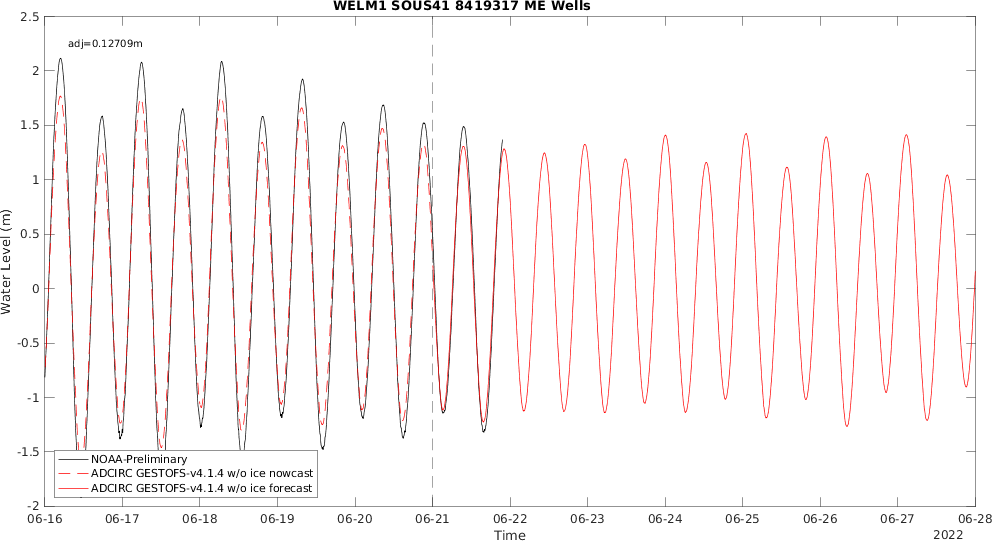 WELM1 SOUS41 8419317 ME Wells
adj=0.12709m
2.5
2
1.5
1
0.5
0
-0.5
-1
-1.5
-2
Water Level (m)
NOAA-Preliminary
ADCIRC GESTOFS-v4.1.4 w/o ice nowcast
ADCIRC GESTOFS-v4.1.4 w/o ice forecast
06-16 06-17 06-18 06-19 06-20 06-21 06-22 06-23 06-24 06-25 06-26 06-27 06-28
Time
2022